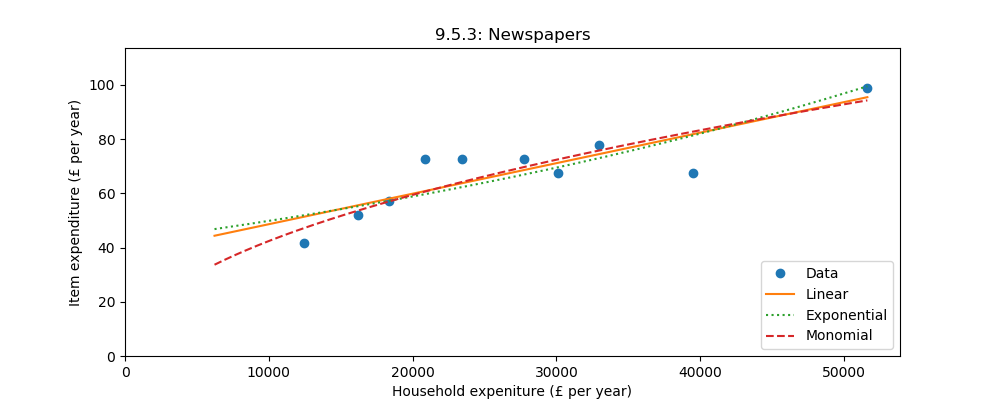 9.5.3: Newspapers
Item expenditure (£ per year)
100
80
60
40
20
0
0 10000 20000 30000 40000 50000
Household expeniture (£ per year)
Data
Linear
Exponential
Monomial